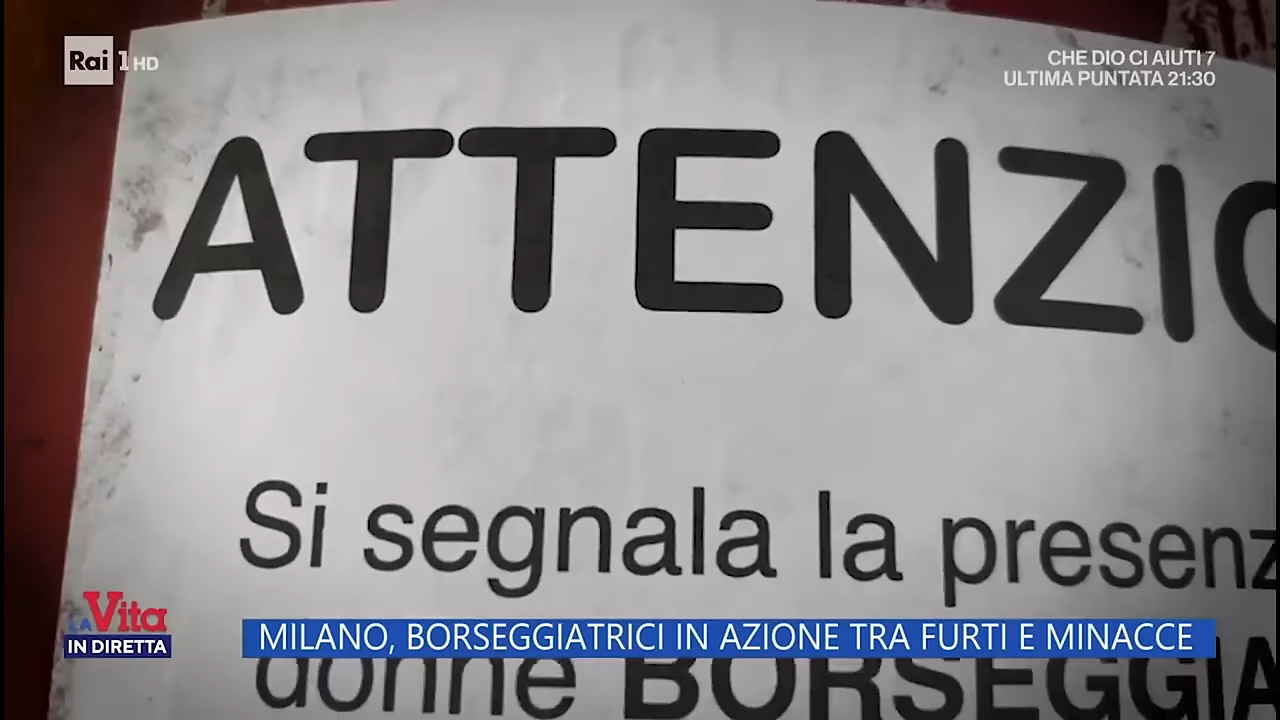 Rai 1 HD
CHE DIO CI AIUTI 7
ULTIMA PUNTATA 21:30
ATTENZIO
Si segnala la presenz
LA Vita
IN DIRETTA
MILANO, BORSEGGIATRICI IN AZIONE TRA FURTI E MINACCE
donne BORSEGGIA